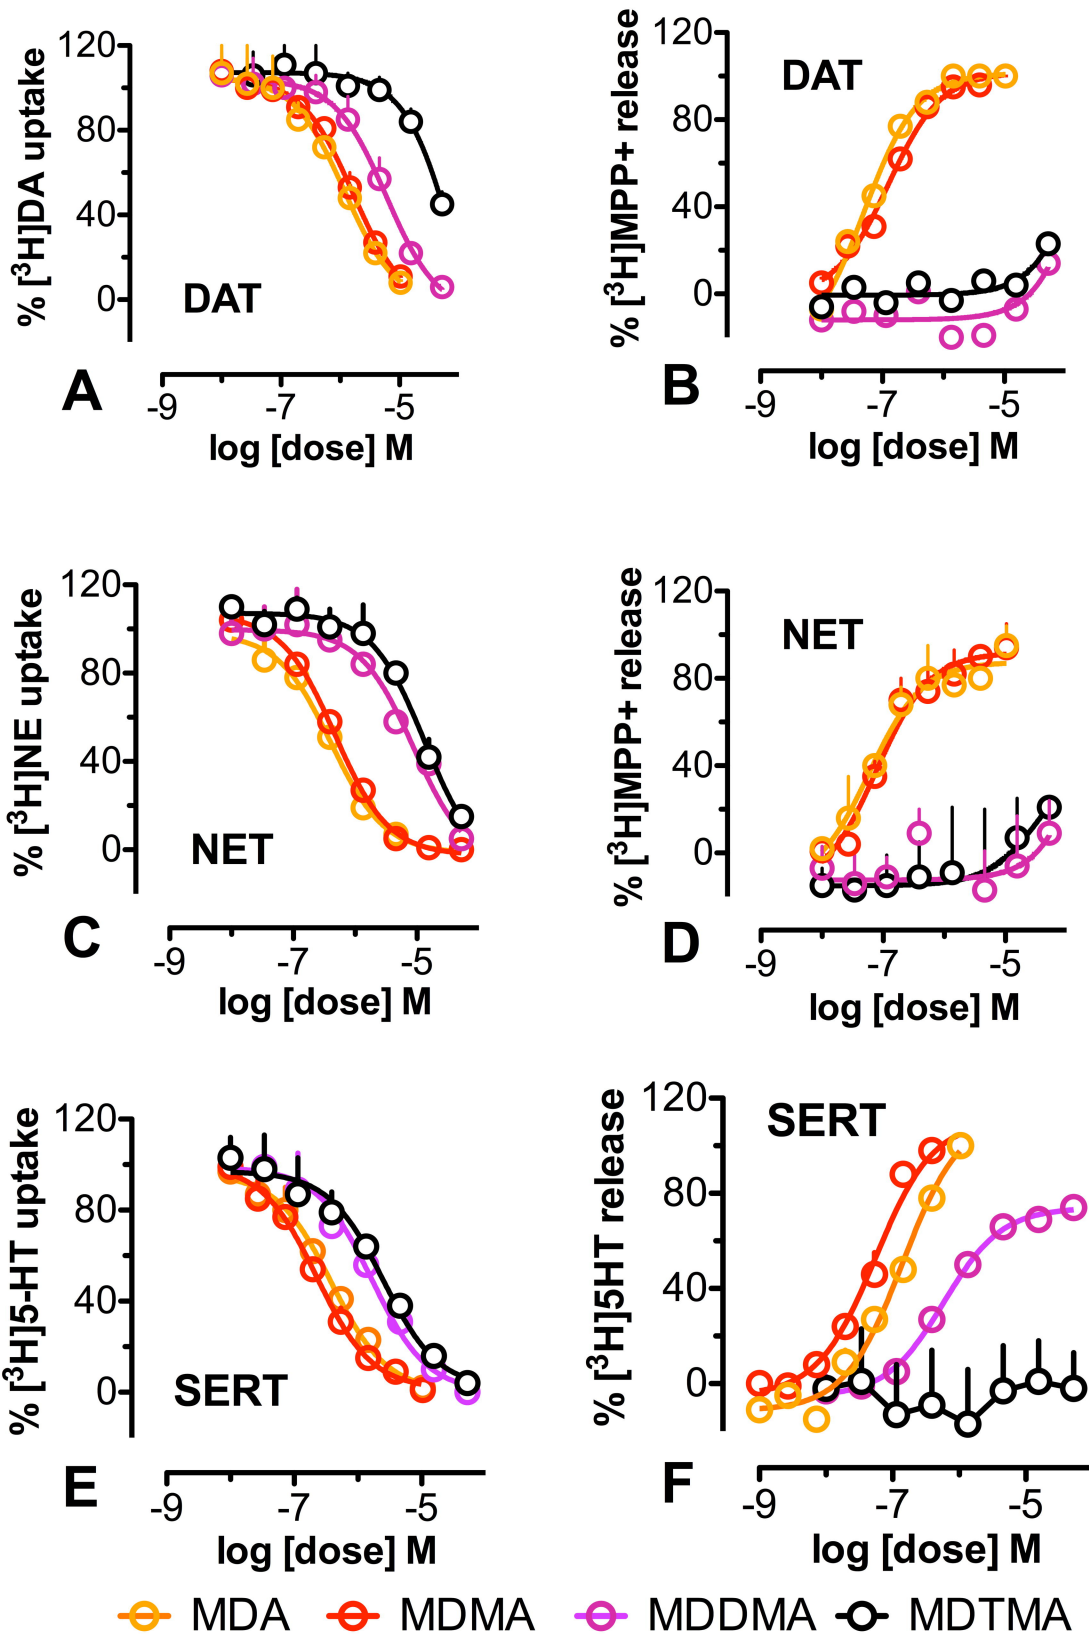 120
80
40
0
% [³H]DA uptake
DAT
A
-9
-7
-5
log [dose] M
120
80
40
0
% [³H]MPP+ release
DAT
B
-9
-7
-5
log [dose] M
120
80
40
0
% [³H]NE uptake
NET
C
-9
-7
-5
log [dose] M
120
80
40
0
% [³H]MPP+ release
NET
D
-9
-7
-5
log [dose] M
120
80
40
0
% [³H]5-HT uptake
SERT
E
-9
-7
-5
log [dose] M
120
80
40
0
% [³H]5HT release
SERT
F
-9
-7
-5
log [dose] M
MDA MDMA MDDMA MDTMA